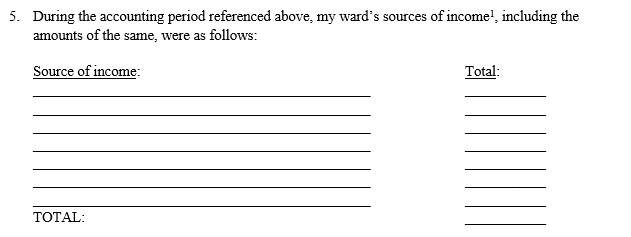 5. During the accounting period referenced above, my ward's sources of income¹, including the
amounts of the same, were as follows:
Source of income: Total:
TOTAL: